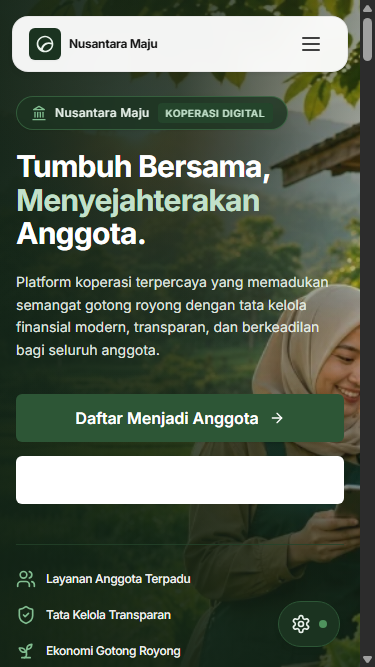 Nusantara Maju
Nusantara Maju KOPERASI DIGITAL
Tumbuh Bersama,
Menyejahterakan
Anggota.
Platform koperasi terpercaya yang memadukan
semangat gotong royong dengan tata kelola
finansial modern, transparan, dan berkeadilan
bagi seluruh anggota.
Daftar Menjadi Anggota
Layanan Anggota Terpadu
Tata Kelola Transparan
Ekonomi Gotong Royong